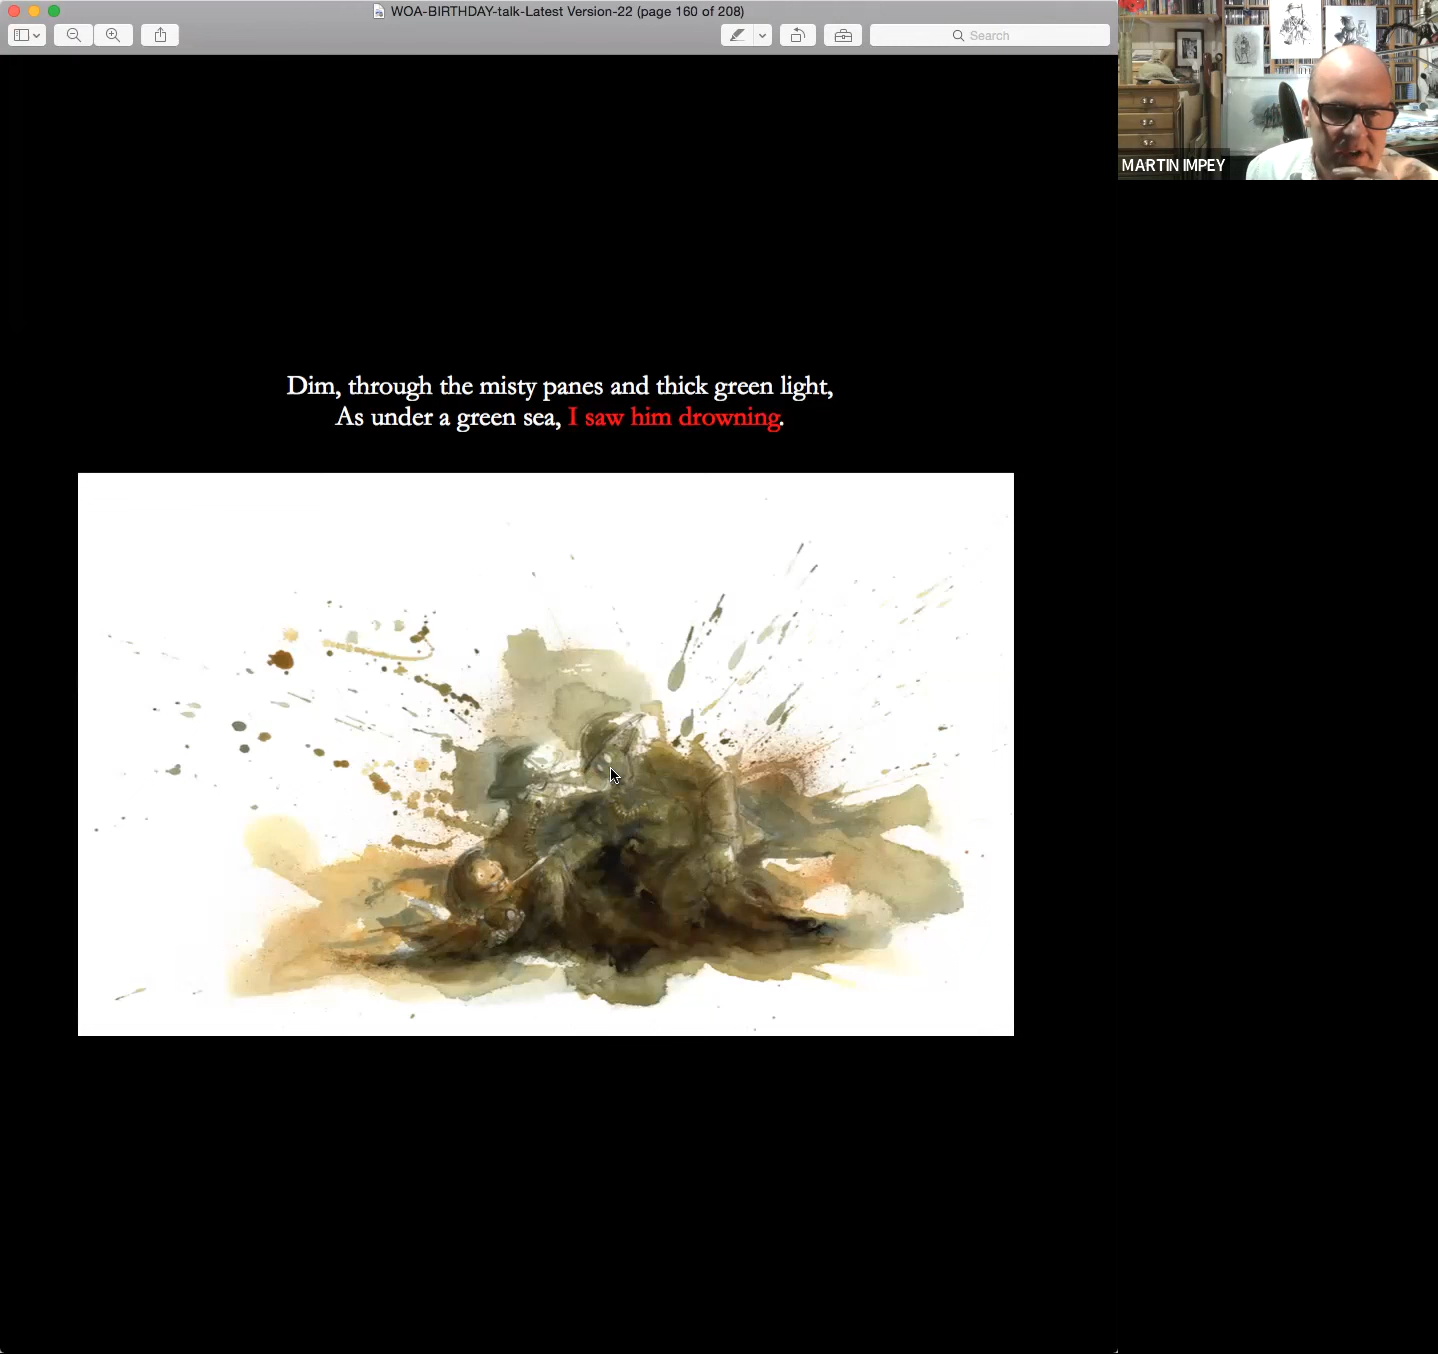 WOA-BIRTHDAY-talk-Latest Version-22 (page 160 of 208)
Search
MARTIN IMPEY
Dim, through the misty panes and thick green light,
As under a green sea, I saw him drowning.